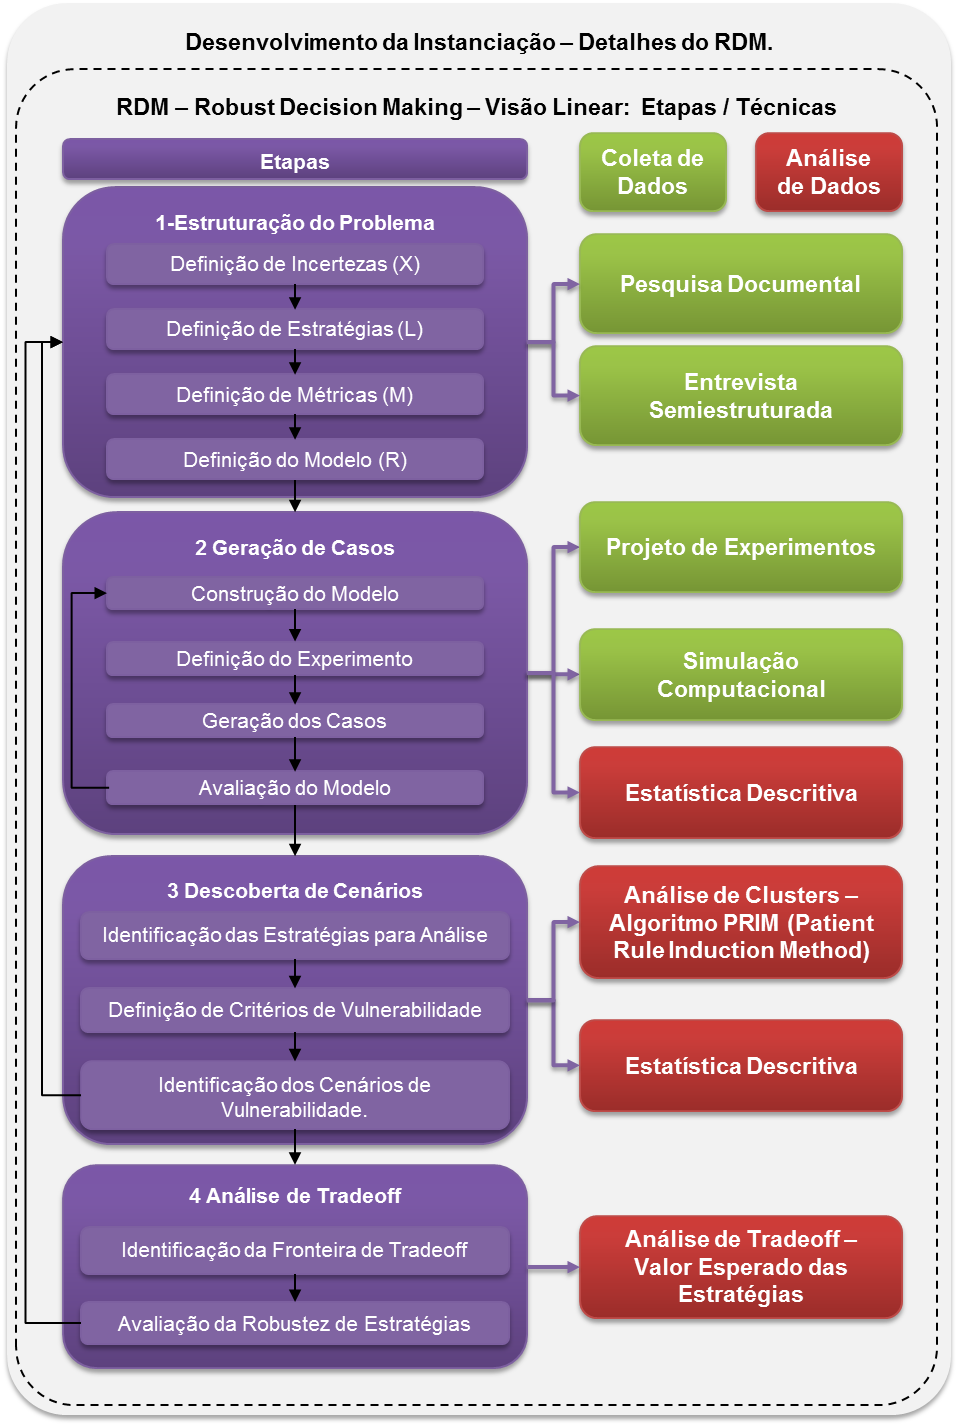 Desenvolvimento da Instanciação – Detalhes do RDM.
RDM – Robust Decision Making – Visão Linear: Etapas / Técnicas
Etapas
Coleta de
Dados
Análise
de Dados
1-Estruturação do Problema
Definição de Incertezas (X)
Definição de Estratégias (L)
Definição de Métricas (M)
Definição do Modelo (R)
Pesquisa Documental
Entrevista
Semiestruturada
2 Geração de Casos
Construção do Modelo
Definição do Experimento
Geração dos Casos
Avaliação do Modelo
Projeto de Experimentos
Simulação
Computacional
Estatística Descritiva
3 Descoberta de Cenários
Identificação das Estratégias para Análise
Definição de Critérios de Vulnerabilidade
Identificação dos Cenários de
Vulnerabilidade.
Análise de Clusters –
Algoritmo PRIM (Patient
Rule Induction Method)
Estatística Descritiva
4 Análise de Tradeoff
Identificação da Fronteira de Tradeoff
Avaliação da Robustez de Estratégias
Análise de Tradeoff –
Valor Esperado das
Estratégias